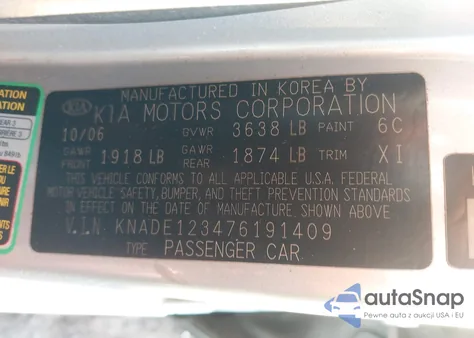 MANUFACTURED IN KOREA BY
KIA KIA MOTORS CORPORATION
10/06 GVWR 3638 LB PAINT 6C
GAWR FRONT 1918 LB GAWR REAR 1874 LB TRIM XI
THIS VEHICLE CONFORMS TO ALL APPLICABLE U.S.A. FEDERAL
MOTOR VEHICLE SAFETY, BUMPER, AND THEFT PREVENTION STANDARDS
IN EFFECT ON THE DATE OF MANUFACTURE SHOWN ABOVE
V.I.N. KNADE123476191409
TYPE PASSENGER CAR
autoSnap
Pewne auta z aukcji USA i EU